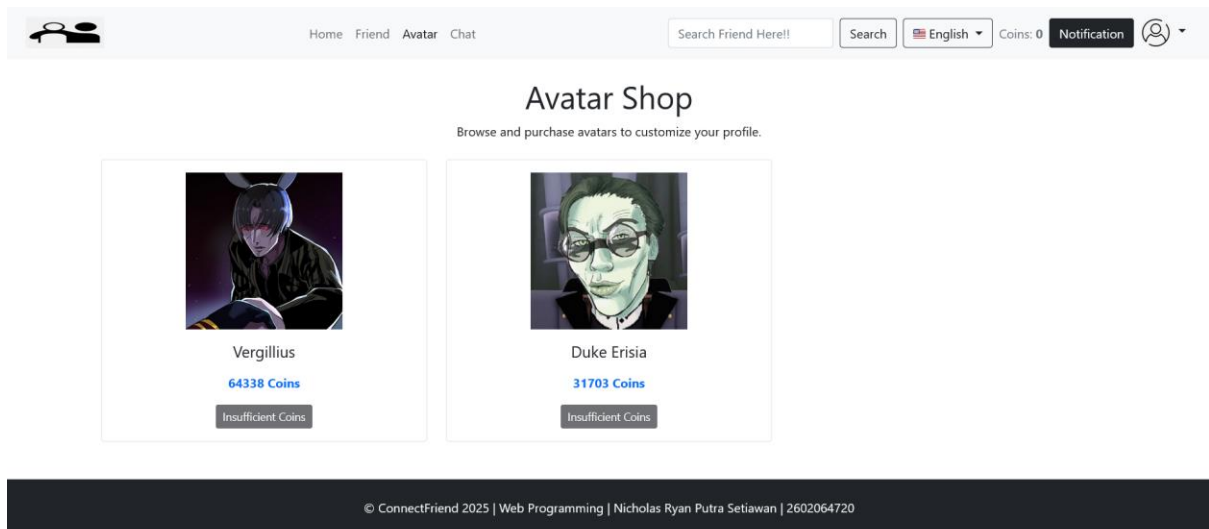 Home Friend Avatar Chat Search Friend Here!! Search English Coins: 0 Notification
Avatar Shop
Browse and purchase avatars to customize your profile.
Vergillius
64338 Coins
Insufficient Coins
Duke Erisia
31703 Coins
Insufficient Coins
© ConnectFriend 2025 | Web Programming | Nicholas Ryan Putra Setiawan | 2602064720